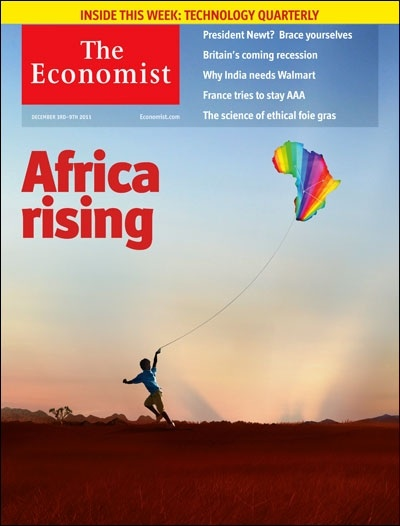 INSIDE THIS WEEK: TECHNOLOGY QUARTERLY
The
Economist
DECEMBER 3RD–9TH 2011
Economist.com
President Newt? Brace yourselves
Britain's coming recession
Why India needs Walmart
France tries to stay AAA
The science of ethical foie gras
Africa
rising